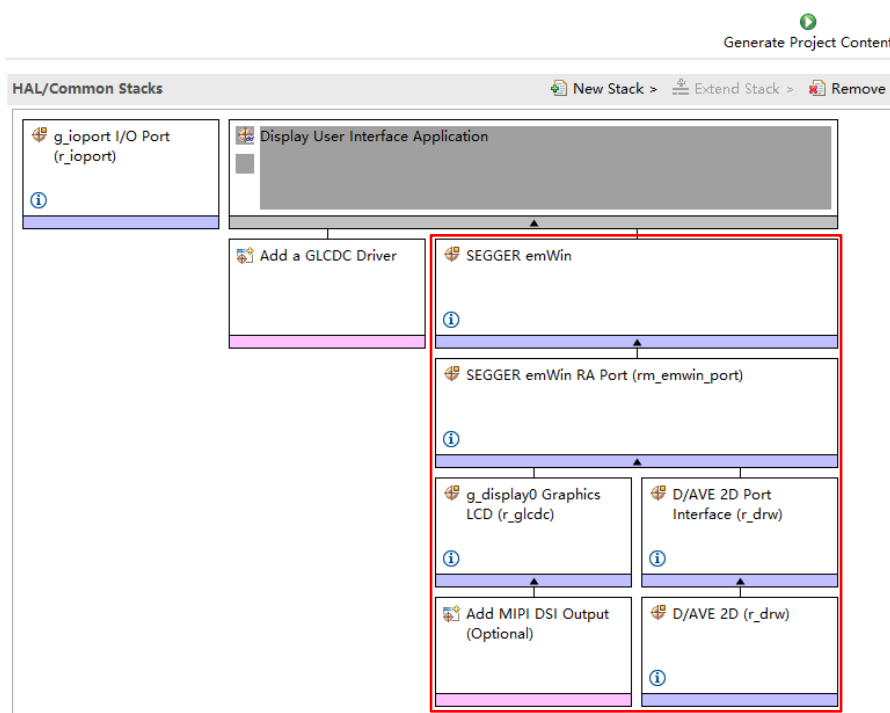 Generate Project Content
HAL/Common Stacks
New Stack >
Extend Stack >
Remove
g_ioport I/O Port
(r_ioport)
Display User Interface Application
Add a GLCDC Driver
SEGGER emWin
SEGGER emWin RA Port (rm_emwin_port)
g_display0 Graphics
LCD (r_glcdc)
D/AVE 2D Port
Interface (r_drw)
Add MIPI DSI Output
(Optional)
D/AVE 2D (r_drw)